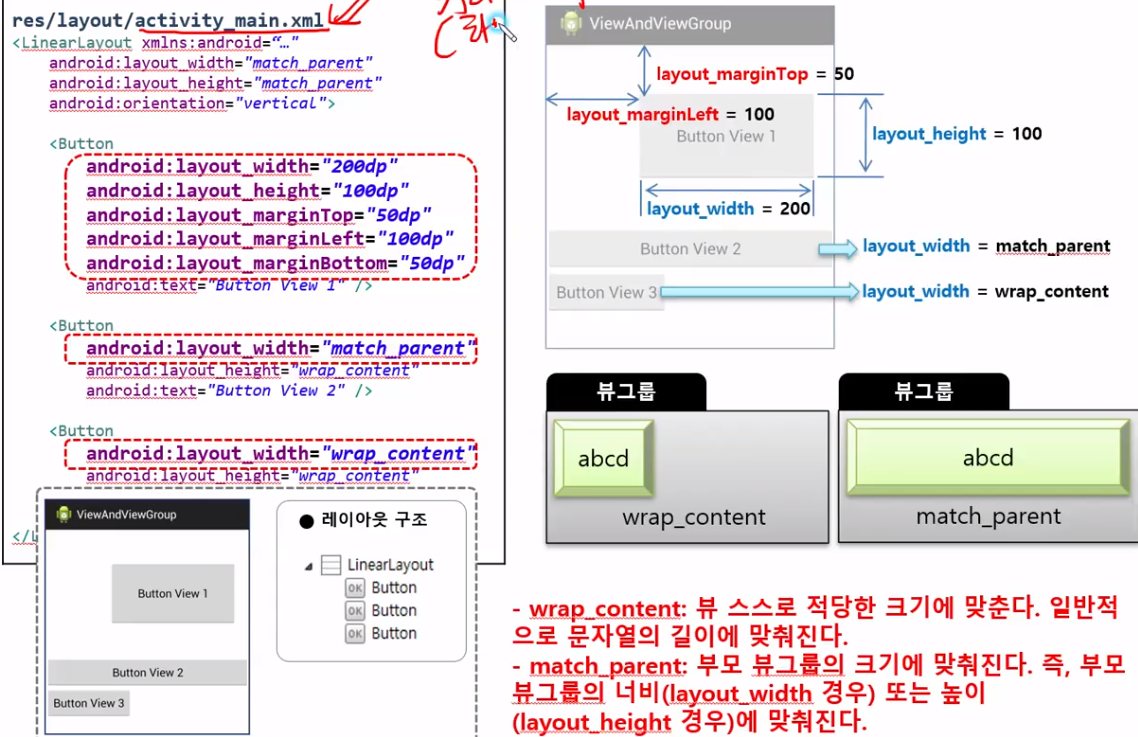 res/layout/activity_main.xml
<LinearLayout xmlns:android="…"
android:layout_width="match_parent"
android:layout_height="match_parent"
android:orientation="vertical">
<Button
android:layout_width="200dp"
android:layout_height="100dp"
android:layout_marginTop="50dp"
android:layout_marginLeft="100dp"
android:layout_marginBottom="50dp"
android:text="Button View 1" />
<Button
android:layout_width="match_parent"
android:layout_height="wrap_content"
android:text="Button View 2" />
<Button
android:layout_width="wrap_content"
android:layout_height="wrap_content"
ViewAndViewGroup
Button View 1
Button View 2
Button View 3
● 레이아웃 구조
LinearLayout
OK Button
OK Button
OK Button
ViewAndViewGroup
layout_marginTop = 50
layout_marginLeft = 100
Button View 1
layout_height = 100
layout_width = 200
Button View 2
layout_width = match_parent
Button View 3
layout_width = wrap_content
뷰그룹
abcd
wrap_content
뷰그룹
abcd
match_parent
- wrap_content: 뷰 스스로 적당한 크기에 맞춘다. 일반적
으로 문자열의 길이에 맞춰진다.
- match_parent: 부모 뷰그룹의 크기에 맞춰진다. 즉, 부모
뷰그룹의 너비(layout_width 경우) 또는 높이
(layout_height 경우)에 맞춰진다.